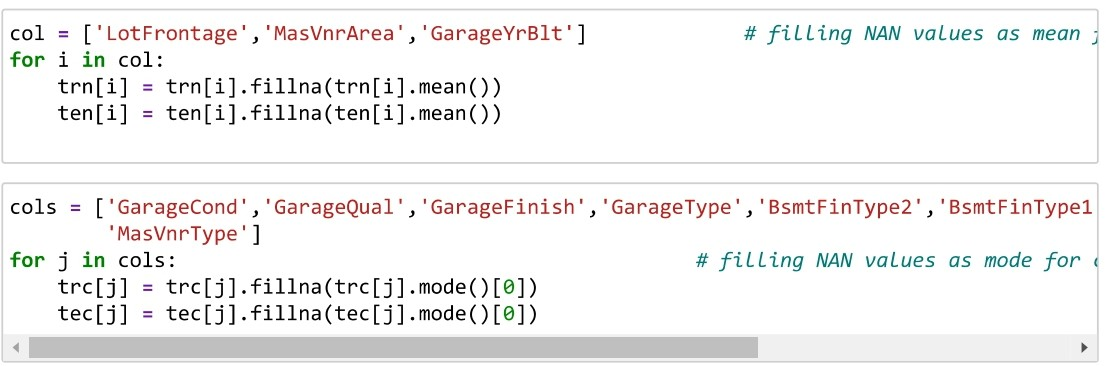 col = ['LotFrontage','MasVnrArea','GarageYrBlt']             # filling NAN values as mean
for i in col:
    trn[i] = trn[i].fillna(trn[i].mean())
    ten[i] = ten[i].fillna(ten[i].mean())
cols = ['GarageCond','GarageQual','GarageFinish','GarageType','BsmtFinType2','BsmtFinType1
        'MasVnrType']
for j in cols:                                           # filling NAN values as mode for
    trc[j] = trc[j].fillna(trc[j].mode()[0])
    tec[j] = tec[j].fillna(tec[j].mode()[0])